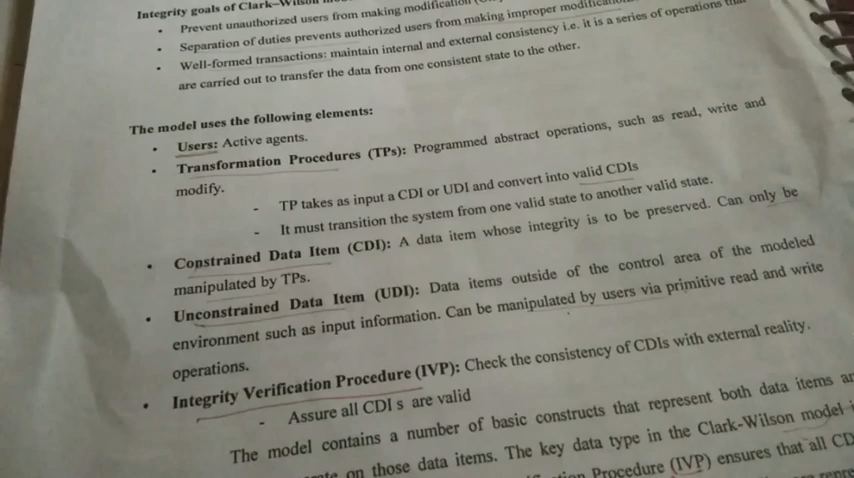 Integrity goals of Clark–Wilson
• Prevent unauthorized users from making modification
• Separation of duties prevents authorized users from making improper
• Well-formed transactions: maintain internal and external consistency i.e. it is a series of operations that
are carried out to transfer the data from one consistent state to the other.
The model uses the following elements:
• Users: Active agents.
• Transformation Procedures (TPs): Programmed abstract operations, such as read, write and
modify.
- TP takes as input a CDI or UDI and convert into valid CDIs
- It must transition the system from one valid state to another valid state.
• Constrained Data Item (CDI): A data item whose integrity is to be preserved. Can only be
manipulated by TPs.
• Unconstrained Data Item (UDI): Data items outside of the control area of the modeled
environment such as input information. Can be manipulated by users via primitive read and write
operations.
• Integrity Verification Procedure (IVP): Check the consistency of CDIs with external reality.
- Assure all CDI s are valid
The model contains a number of basic constructs that represent both data items
on those data items. The key data type in the Clark-Wilson model
Procedure (IVP) ensures that all